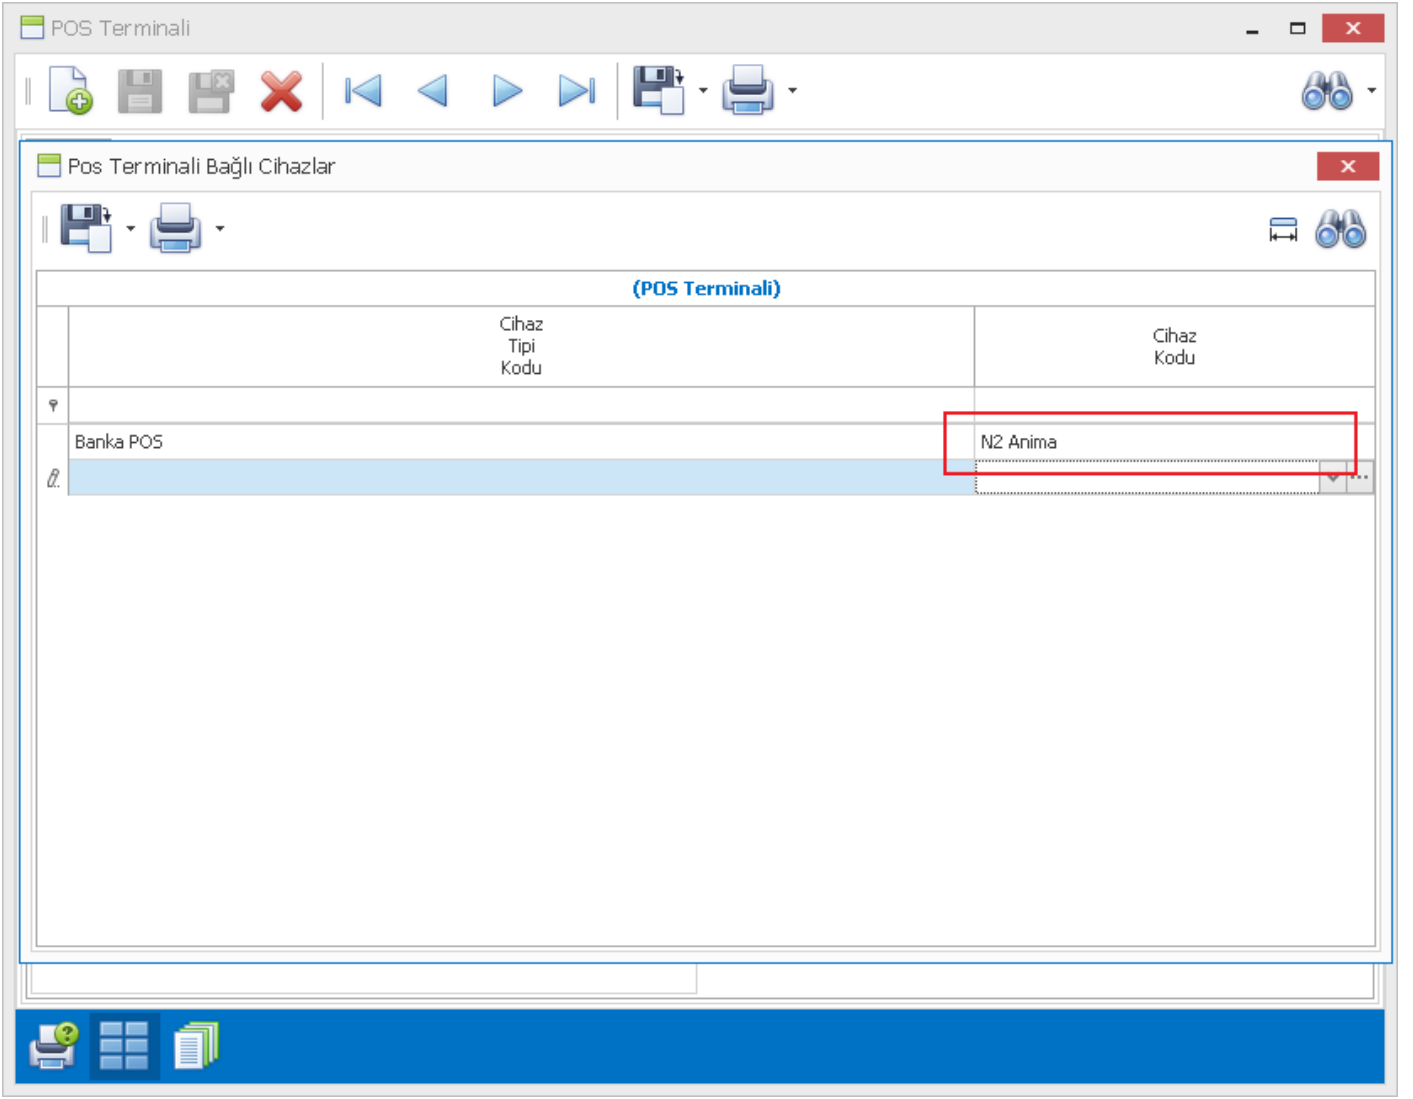 POS Terminali
Pos Terminali Bağlı Cihazlar
(POS Terminali)
Cihaz
Tipi
Kodu
Cihaz
Kodu
Banka POS
N2 Anima